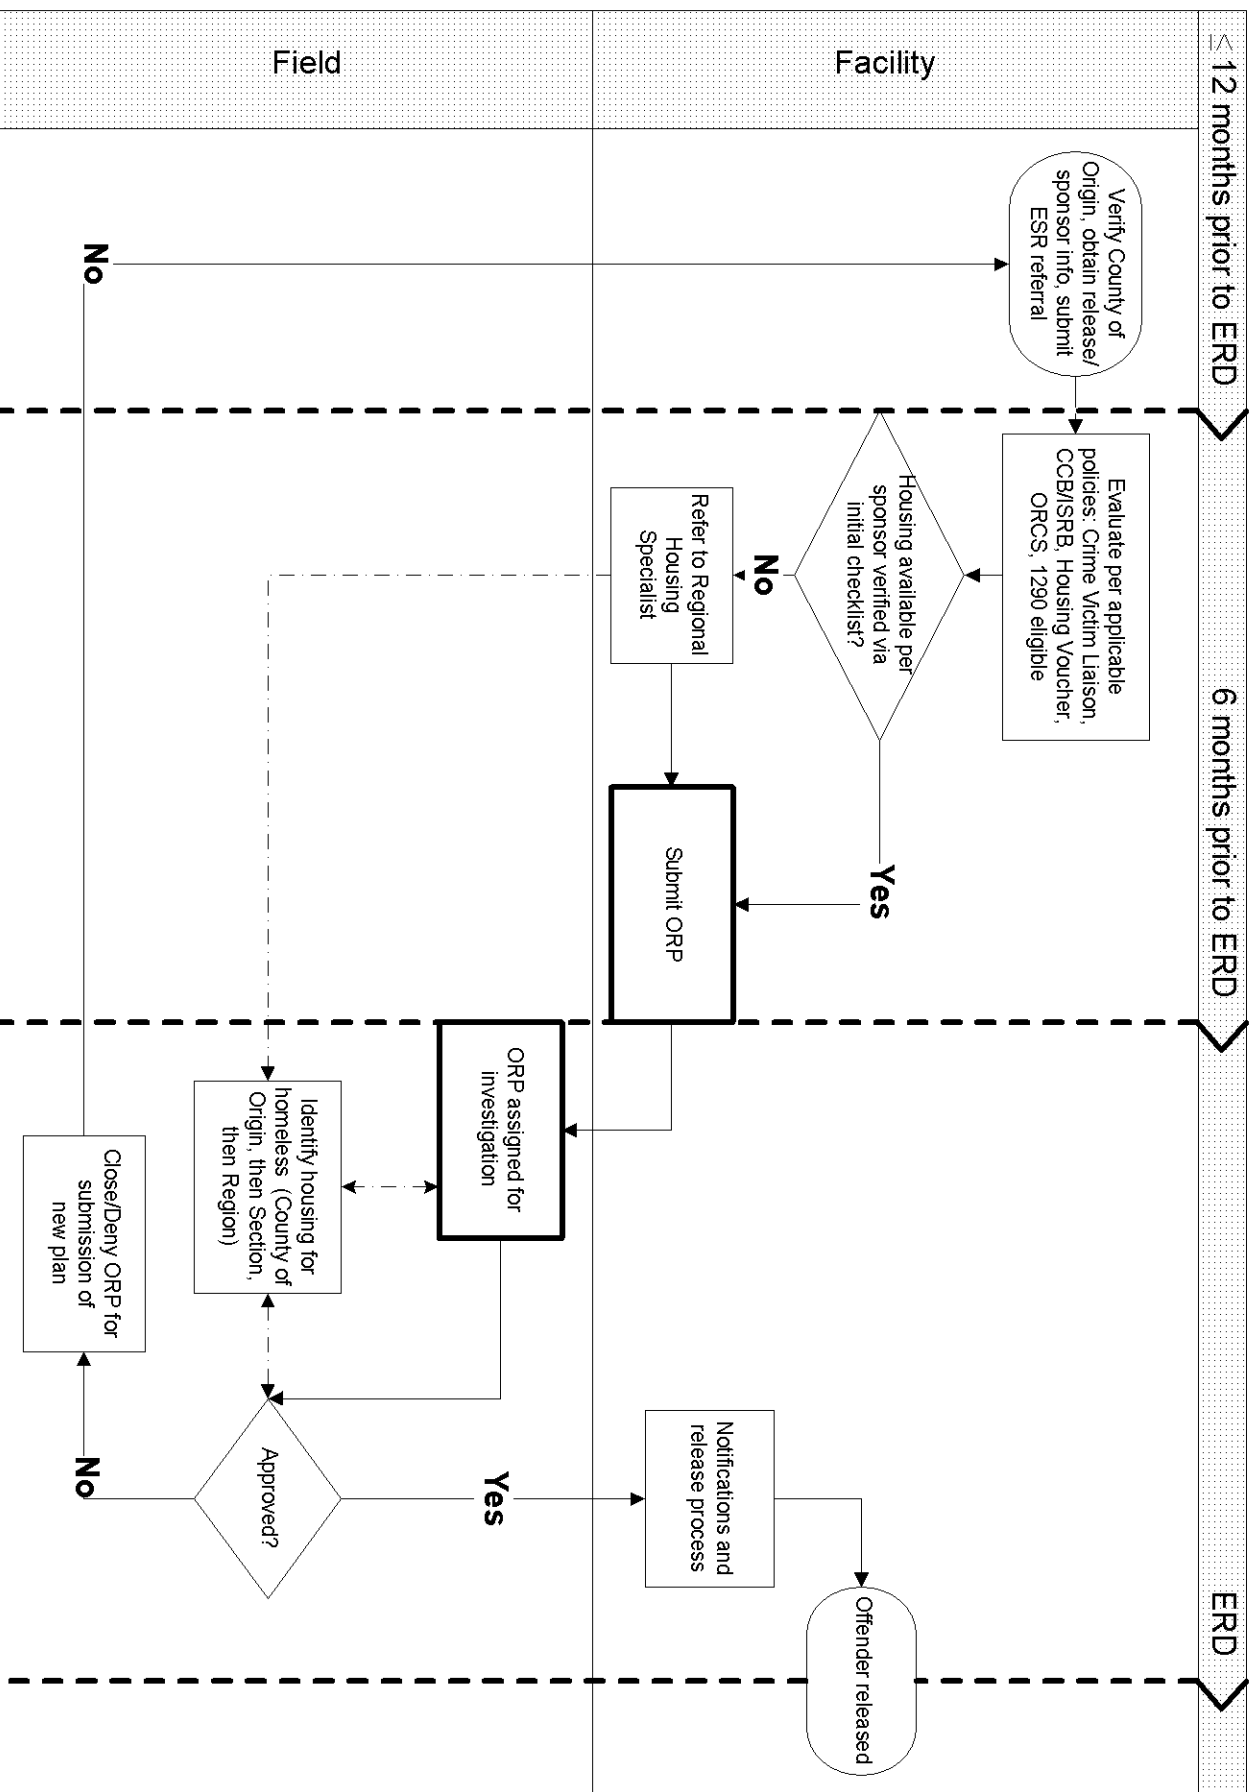 ≤ 12 months prior to ERD
6 months prior to ERD
ERD
Facility
Verify County of
Origin, obtain release/
sponsor info, submit
ESR referral
Evaluate per applicable
policies: Crime Victim Liaison,
CCB/ISRB, Housing Voucher,
ORCS, 1290 eligible
Housing available per
sponsor verified via
initial checklist?
No
Yes
Refer to Regional
Housing
Specialist
Submit ORP
Notifications and
release process
Offender released
Field
ORP assigned for
investigation
Identify housing for
homeless (County of
Origin, then Section,
then Region)
Approved?
Yes
No
Close/Deny ORP for
submission of
new plan
No